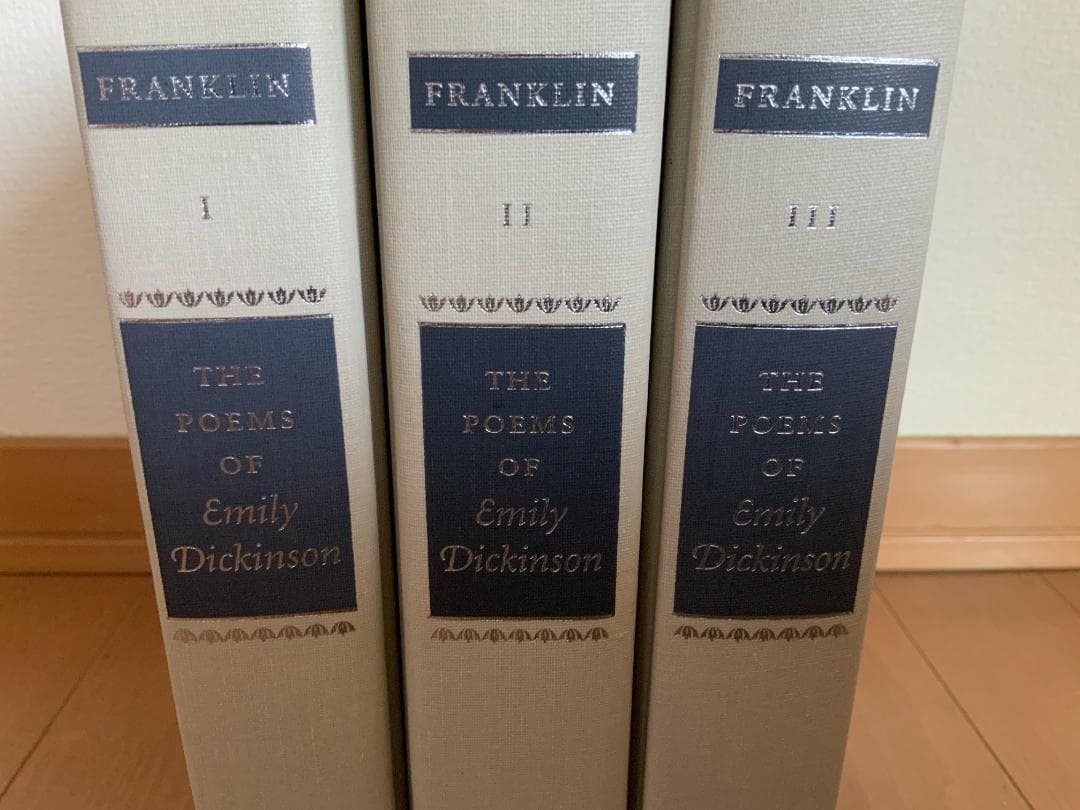 FRANKLIN
I
THE
POEMS
OF
Emily
Dickinson
FRANKLIN
II
THE
POEMS
OF
Emily
Dickinson
FRANKLIN
III
THE
POEMS
OF
Emily
Dickinson